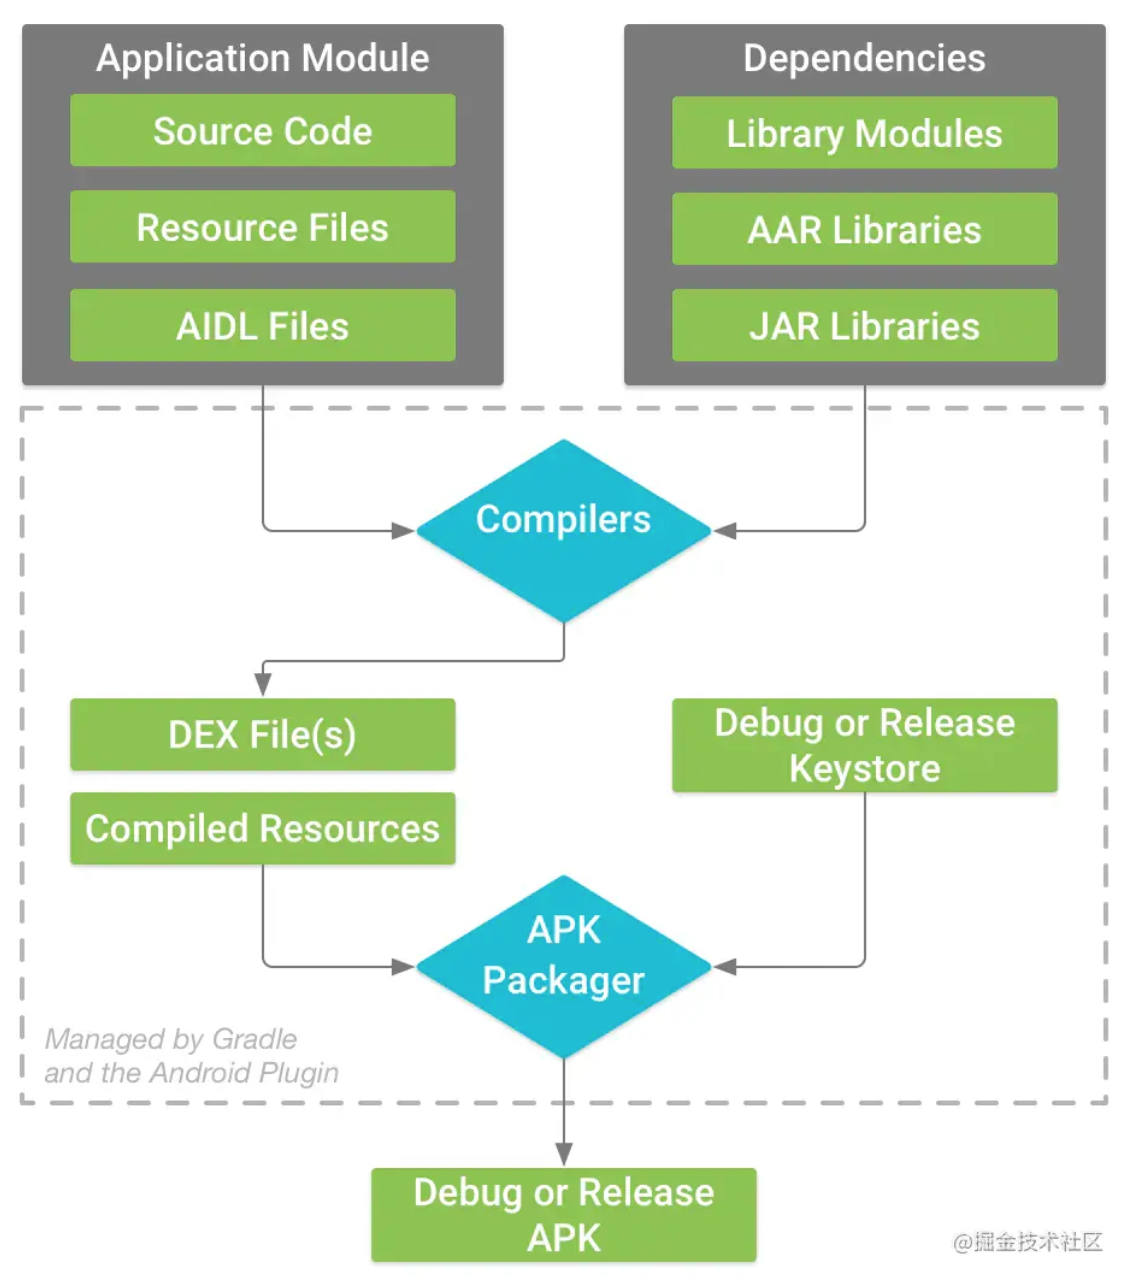 Application Module
Source Code
Resource Files
AIDL Files
Dependencies
Library Modules
AAR Libraries
JAR Libraries
Compilers
DEX File(s)
Compiled Resources
Debug or Release
Keystore
APK
Packager
Managed by Gradle
and the Android Plugin
Debug or Release
APK
@掘金技术社区